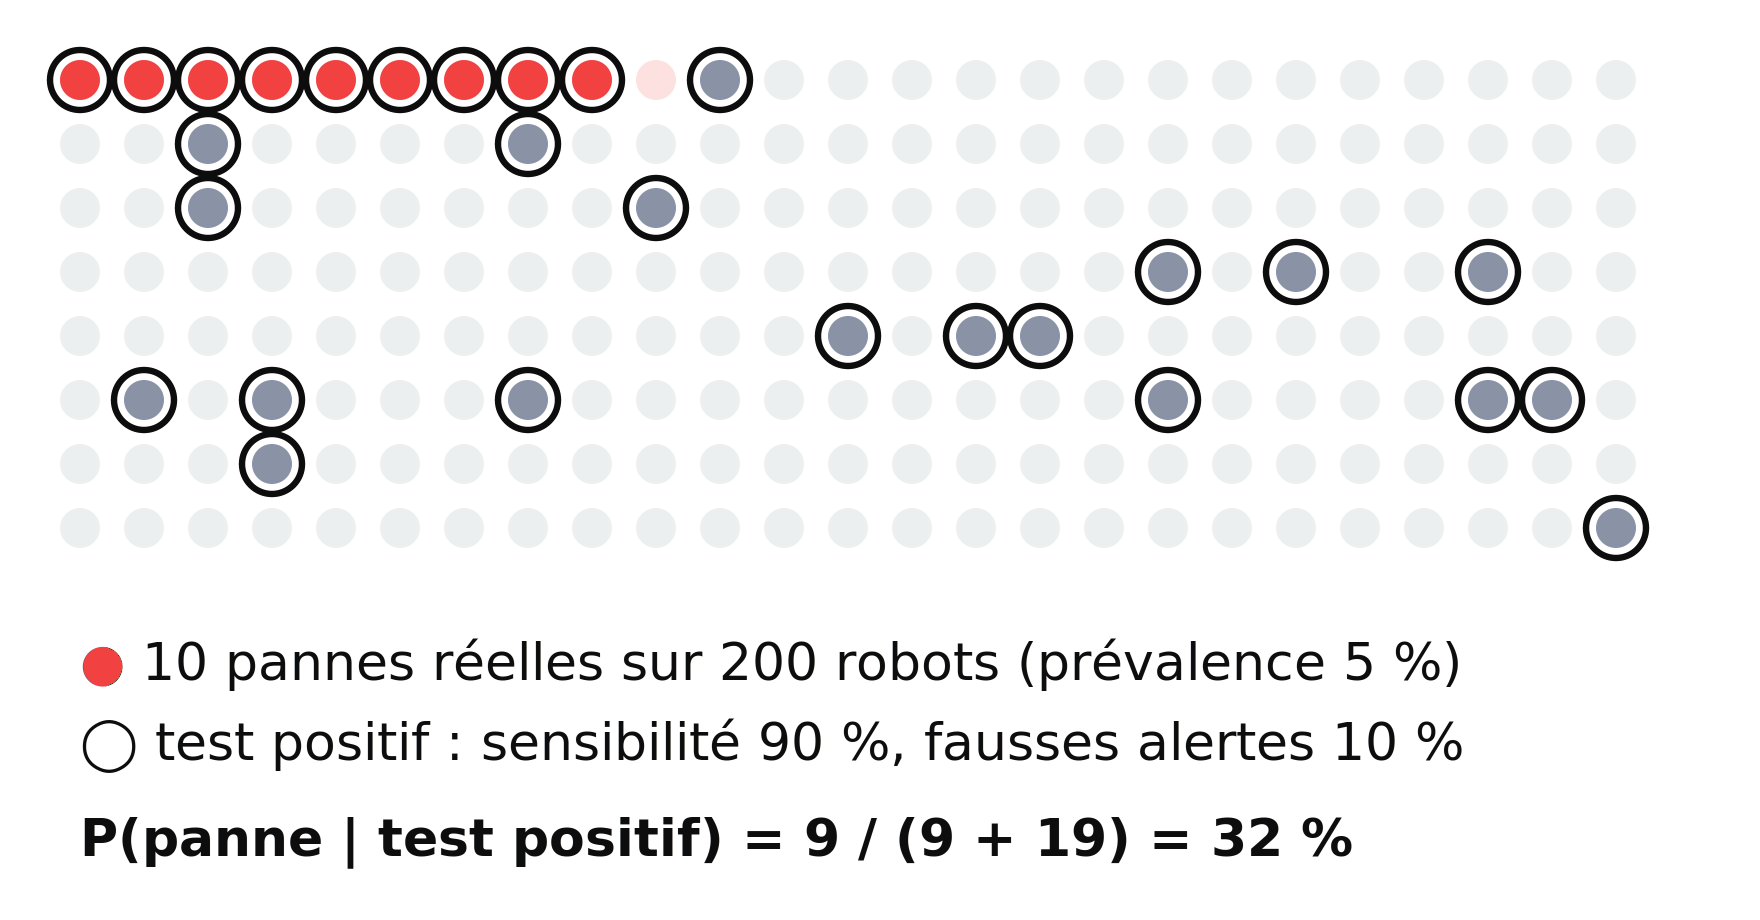 10 pannes réelles sur 200 robots (prévalence 5 %)
test positif : sensibilité 90 %, fausses alertes 10 %
P(panne | test positif) = 9 / (9 + 19) = 32 %